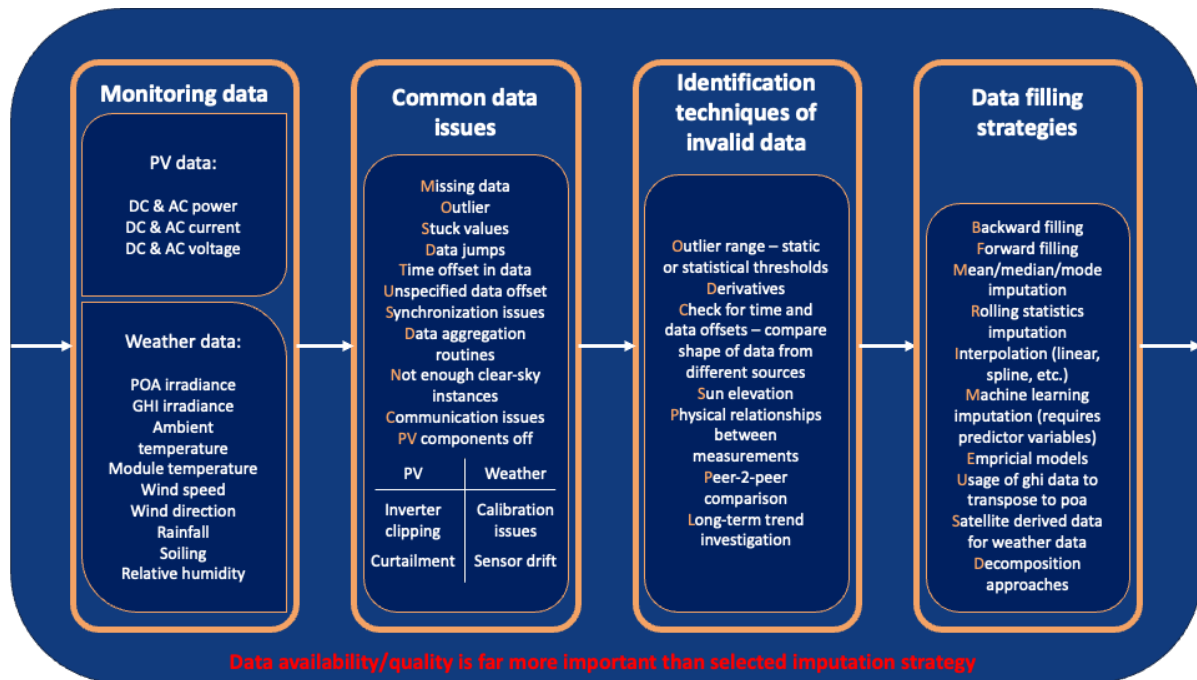 Monitoring data
PV data:
DC & AC power
DC & AC current
DC & AC voltage
Weather data:
POA irradiance
GHI irradiance
Ambient
temperature
Module temperature
Wind speed
Wind direction
Rainfall
Soiling
Relative humidity
Common data
issues
Missing data
Outlier
Stuck values
Data jumps
Time offset in data
Unspecified data offset
Synchronization issues
Data aggregation
routines
Not enough clear-sky
instances
Communication issues
PV components off
PV Weather
Inverter Calibration
clipping issues
Curtailment Sensor drift
Identification
techniques of
invalid data
Outlier range – static
or statistical thresholds
Derivatives
Check for time and
data offsets – compare
shape of data from
different sources
Sun elevation
Physical relationships
between
measurements
Peer-2-peer
comparison
Long-term trend
investigation
Data filling
strategies
Backward filling
Forward filling
Mean/median/mode
imputation
Rolling statistics
imputation
Interpolation (linear,
spline, etc.)
Machine learning
imputation (requires
predictor variables)
Empricial models
Usage of ghi data to
transpose to poa
Satellite derived data
for weather data
Decomposition
approaches
Data availability/quality is far more important than selected imputation strategy